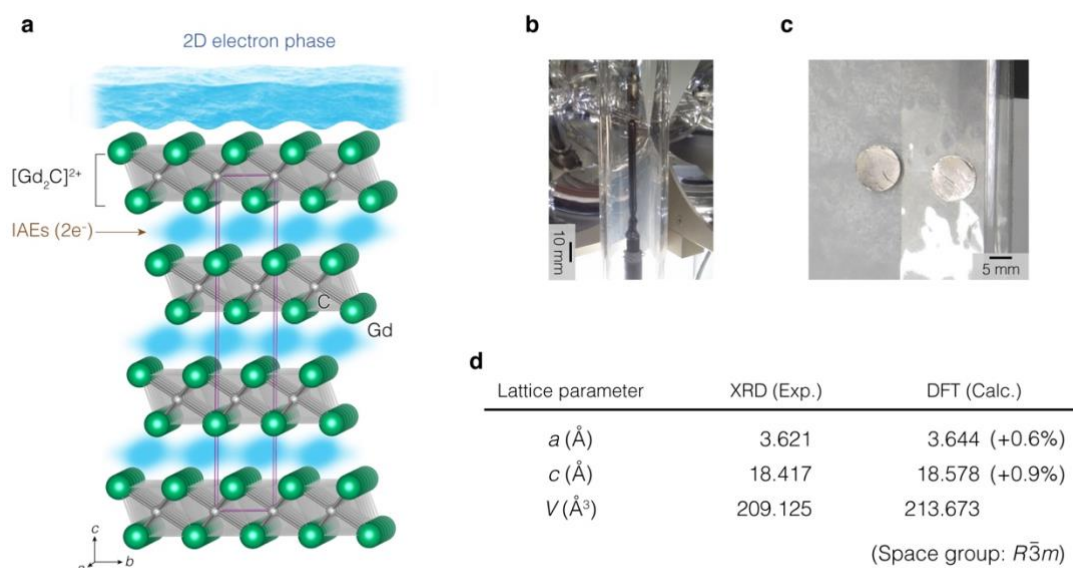 a
2D electron phase
[Gd₂C]²⁺
IAEs (2e⁻)
C
Gd
c
b
b
10 mm
c
5 mm
d
Lattice parameter XRD (Exp.) DFT (Calc.)
a (Å) 3.621 3.644 (+0.6%)
c (Å) 18.417 18.578 (+0.9%)
V (Å³) 209.125 213.673
(Space group: R3̅m)